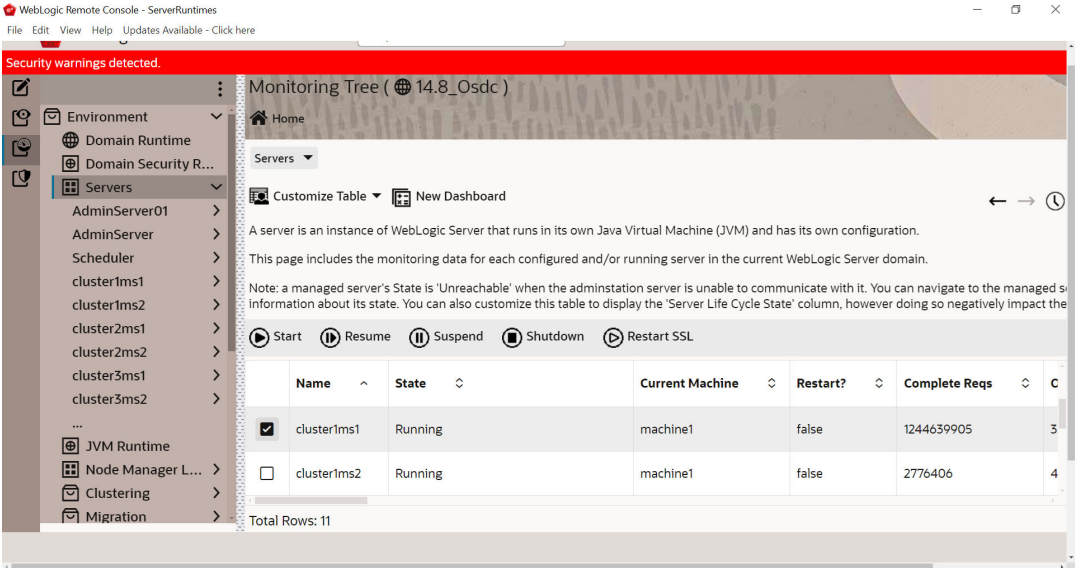 WebLogic Remote Console - ServerRuntimes
File Edit View Help Updates Available - Click here
Security warnings detected.
Environment
Domain Runtime
Domain Security R...
Servers
AdminServer01
AdminServer
Scheduler
cluster1ms1
cluster1ms2
cluster2ms1
cluster2ms2
cluster3ms1
cluster3ms2
...
JVM Runtime
Node Manager L...
Clustering
Migration
Monitoring Tree ( 14.8_Osdc )
Home
Servers
Customize Table New Dashboard
A server is an instance of WebLogic Server that runs in its own Java Virtual Machine (JVM) and has its own configuration.
This page includes the monitoring data for each configured and/or running server in the current WebLogic Server domain.
Note: a managed server's State is 'Unreachable' when the adminstation server is unable to communicate with it. You can navigate to the managed s
information about its state. You can also customize this table to display the 'Server Life Cycle State' column, however doing so negatively impact the
Start Resume Suspend Shutdown Restart SSL
Name State Current Machine Restart? Complete Reqs
cluster1ms1 Running machine1 false 1244639905 3
cluster1ms2 Running machine1 false 2776406 4
Total Rows: 11